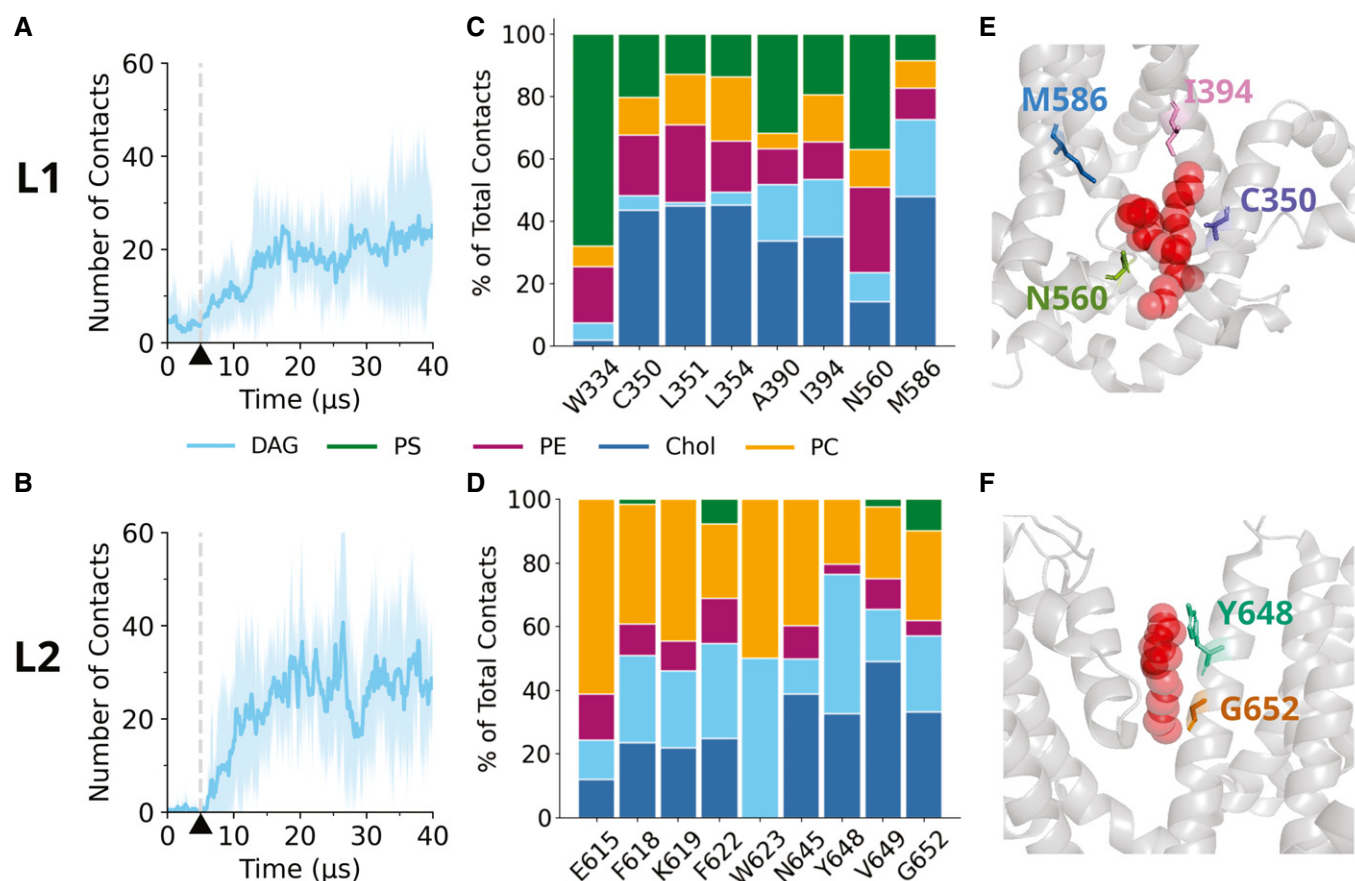 A
L1
Number of Contacts
60
40
20
0
0 10 20 30 40
Time (µs)
C
% of Total Contacts
100
80
60
40
20
0
W334 C350 L351 L354 A390 I394 N560 M586
E
M586
I394
C350
N560
DAG PS PE Chol PC
B
L2
Number of Contacts
60
40
20
0
0 10 20 30 40
Time (µs)
D
% of Total Contacts
100
80
60
40
20
0
E615 F618 K619 F622 W623 N645 Y648 V649 G652
F
Y648
G652